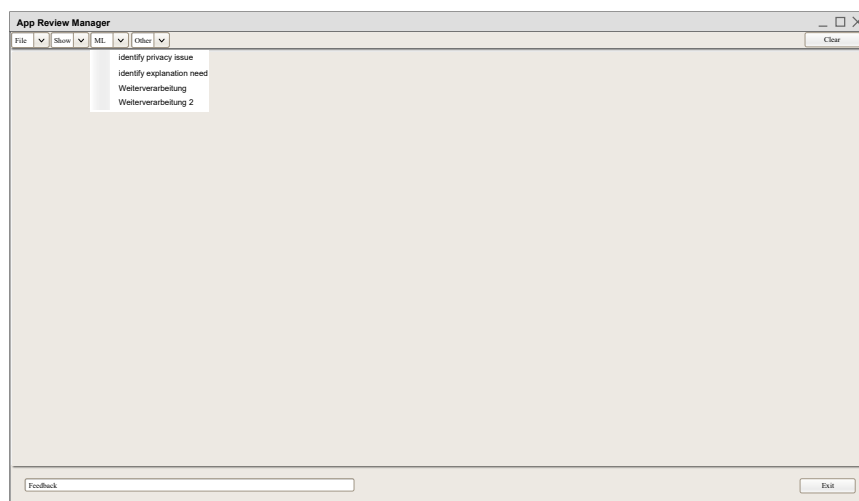 App Review Manager
File Show ML Other Clear
identify privacy issue
identify explanation need
Weiterverarbeitung
Weiterverarbeitung 2
Feedback Exit